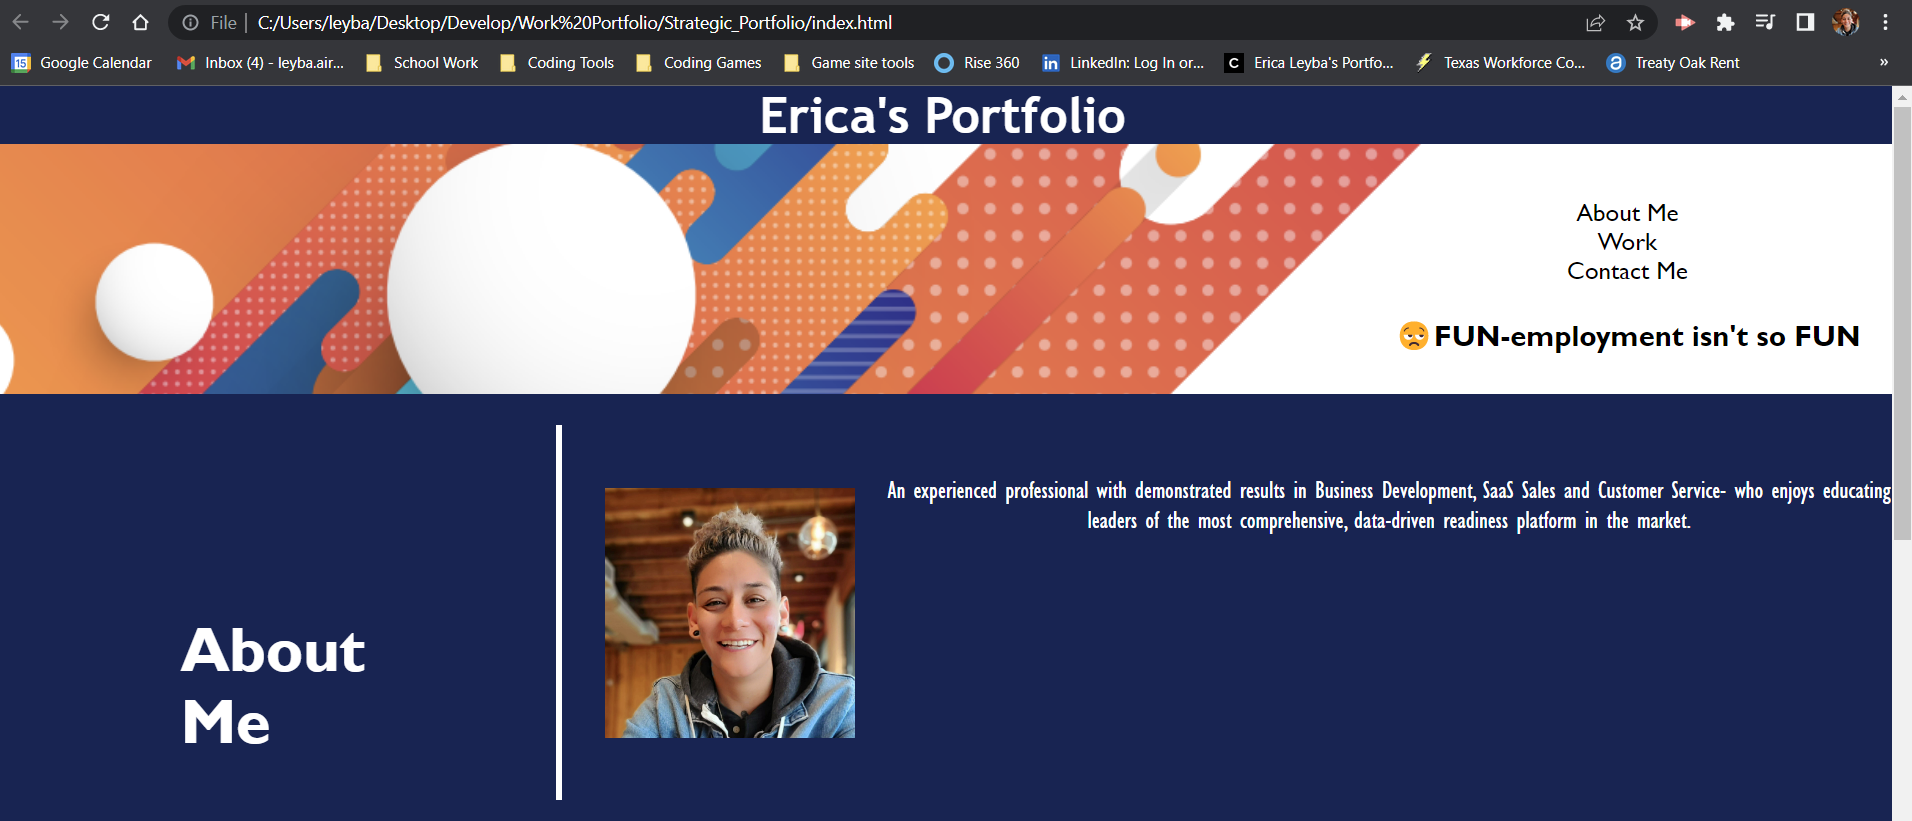 File | C:/Users/leyba/Desktop/Develop/Work%20Portfolio/Strategic_Portfolio/index.html
15 Google Calendar Inbox (4) - leyba.air... School Work Coding Tools Coding Games Game site tools Rise 360 in LinkedIn: Log In or... C Erica Leyba's Portfo... Texas Workforce Co... a Treaty Oak Rent »
Erica's Portfolio
About Me
Work
Contact Me
😔FUN-employment isn't so FUN
An experienced professional with demonstrated results in Business Development, SaaS Sales and Customer Service- who enjoys educating
leaders of the most comprehensive, data-driven readiness platform in the market.
About
Me